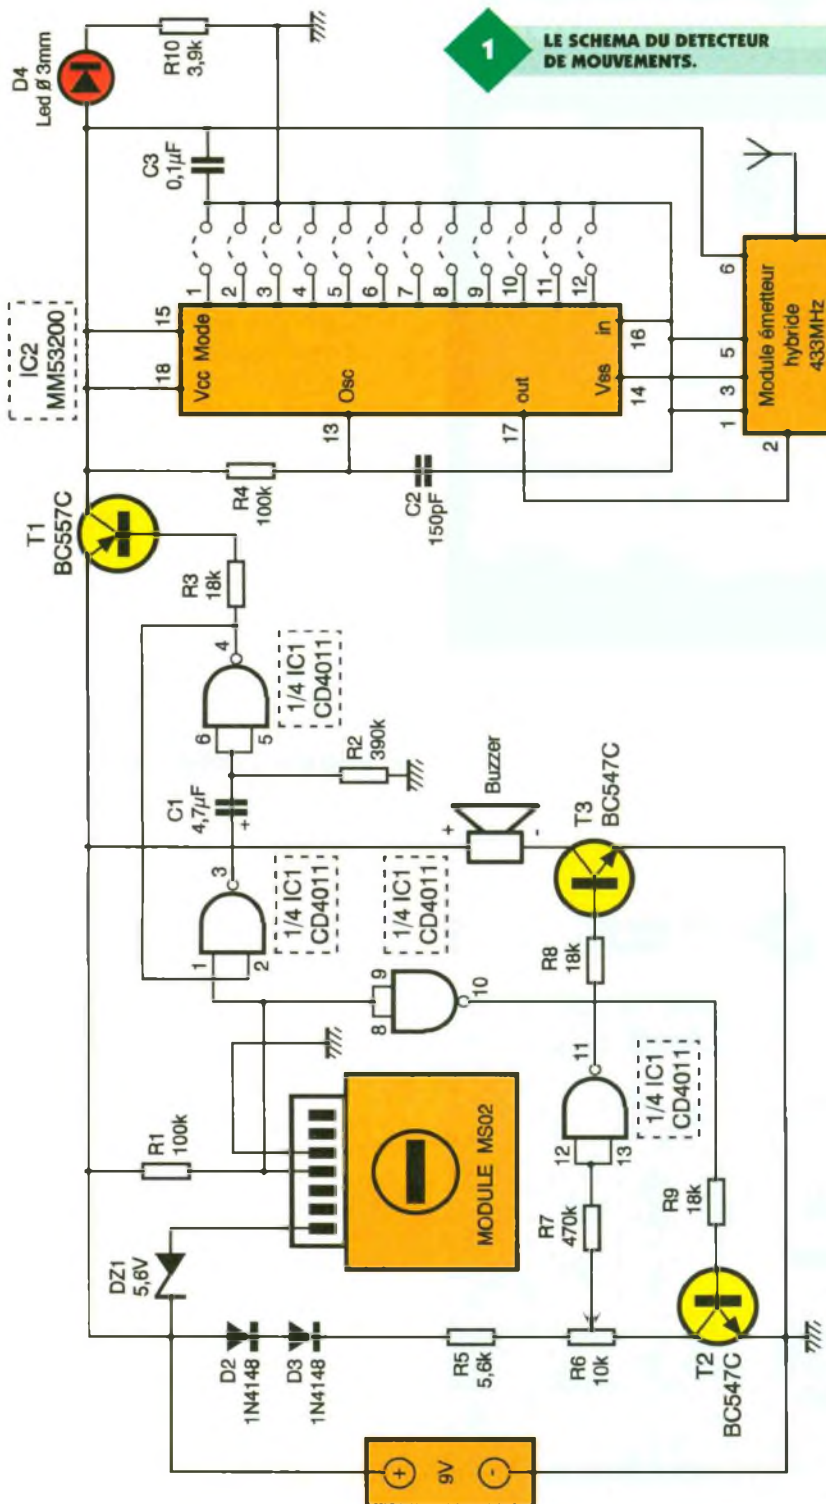 1
LE SCHEMA DU DETECTEUR
DE MOUVEMENTS.
D4
Led Ø 3mm
R10
3,9k
C3
0,1µF
IC2
MM53200
18
15
Vcc
Mode
1
2
3
4
5
6
7
8
9
10
11
12
Osc
13
out
17
Vss
in
14
16
R4
100k
C2
150pF
1
3
5
6
2
Module émetteur
hybride
433MHz
T1
BC557C
R3
18k
4
6
5
1/4 IC1
CD4011
R2
390k
C1
4,7µF
+
3
1
2
1/4 IC1
CD4011
1/4 IC1
CD4011
8
9
10
Buzzer
+
-
T3
BC547C
R8
18k
11
12
13
1/4 IC1
CD4011
R1
100k
MODULE MS02
DZ1
5,6V
D2
1N4148
D3
1N4148
R5
5,6k
R6
10k
R7
470k
R9
18k
T2
BC547C
+
9V
-